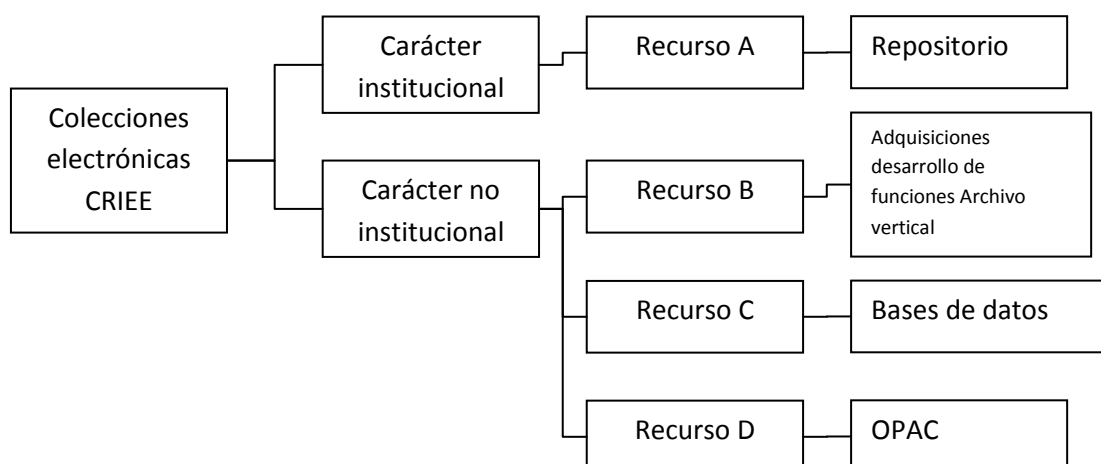 Colecciones
electrónicas
CRIEE
Carácter
institucional
Recurso A
Repositorio
Carácter no
institucional
Recurso B
Adquisiciones
desarrollo de
funciones Archivo
vertical
Recurso C
Bases de datos
Recurso D
OPAC